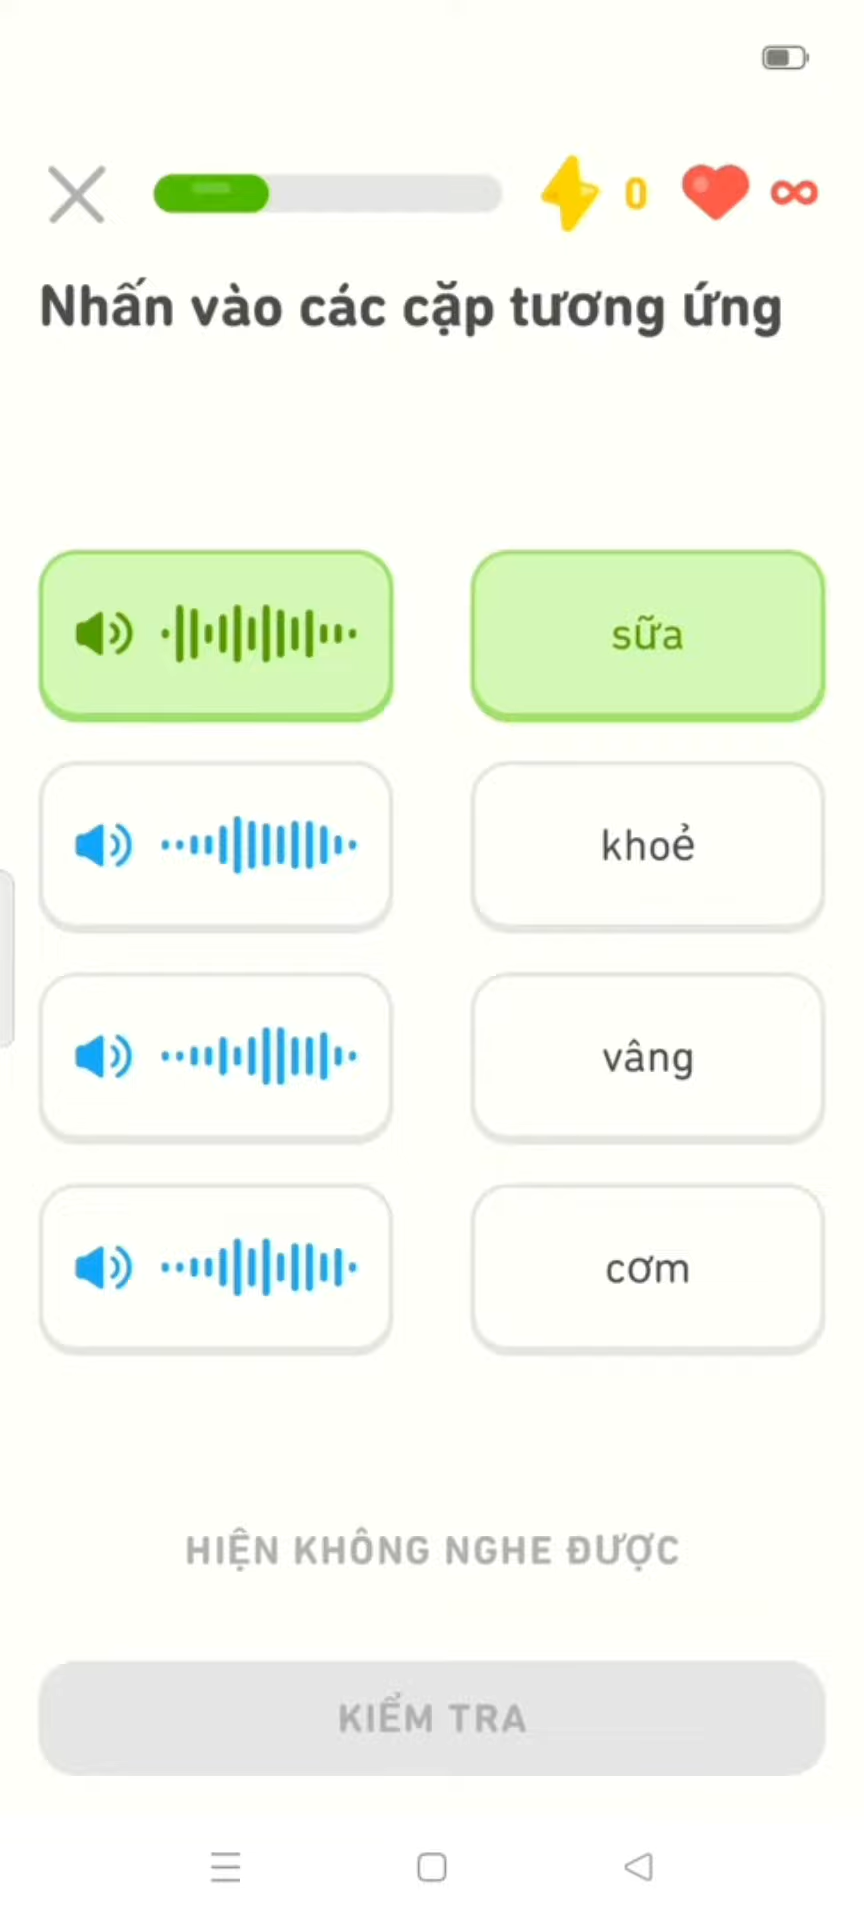 0
Nhấn vào các cặp tương ứng
sữa
khoẻ
vâng
cơm
HIỆN KHÔNG NGHE ĐƯỢC
KIỂM TRA